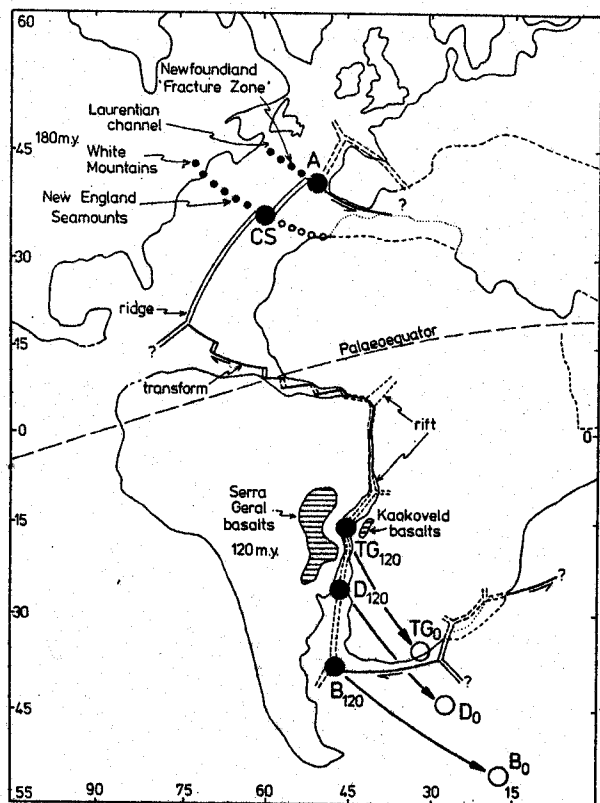 60
Newfoundland
'Fracture Zone'
Laurentian
channel
180 m.y.
45
White
Mountains
A
New England
Seamounts
?
CS
30
ridge
?
Palaeoequator
45
transform
rift
0
0
Serra
Geral
basalts
Kaokoveld
basalts
15
120 m.y.
TG120
D120
?
30
TG0
B120
?
45
D0
B0
55
90
75
60
45
30
15